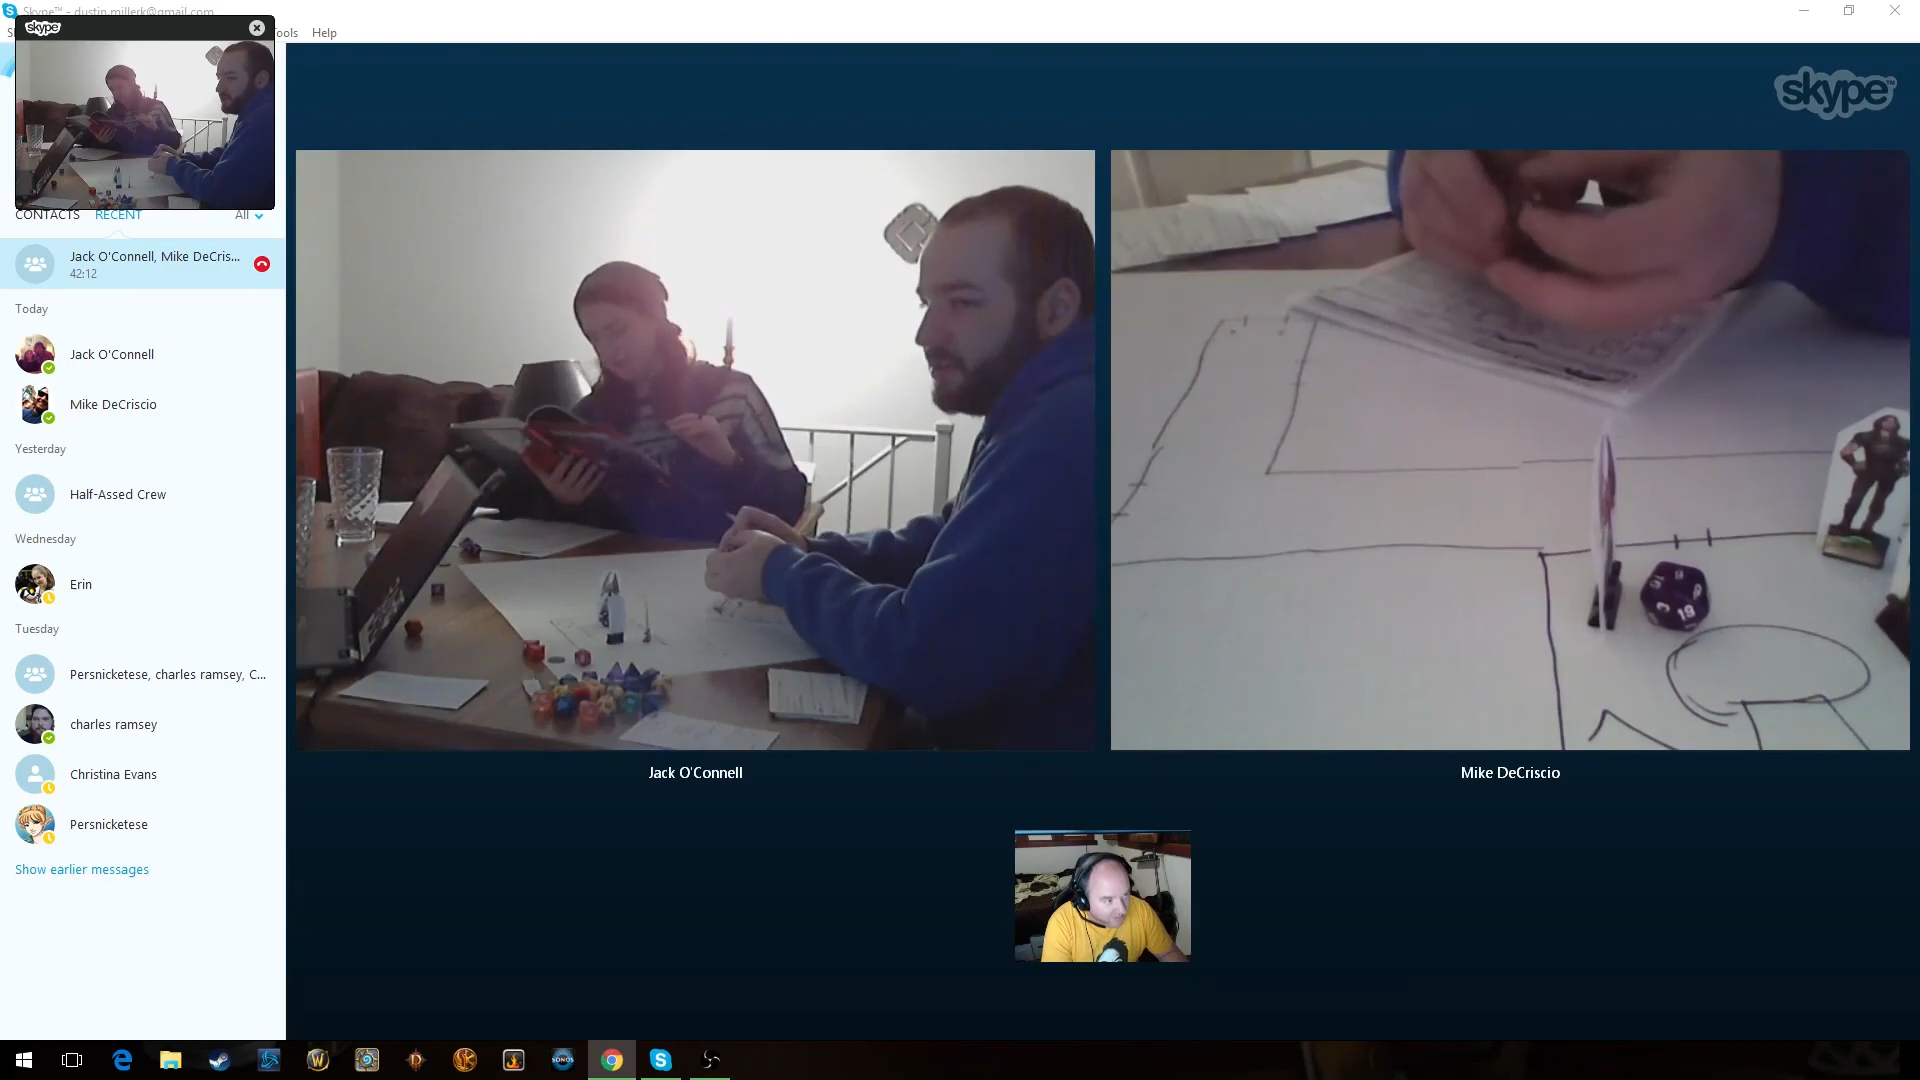 Skype™ - dustin.millerk@gmail.com
skype
ools
Help
skype
CONTACTS
RECENT
All
Jack O'Connell, Mike DeCris...
42:12
Today
Jack O'Connell
Mike DeCriscio
Yesterday
Half-Assed Crew
Wednesday
Erin
Tuesday
Persnicketese, charles ramsey, C...
charles ramsey
Christina Evans
Persnicketese
Show earlier messages
Jack O'Connell
Mike DeCriscio
19
SONOS